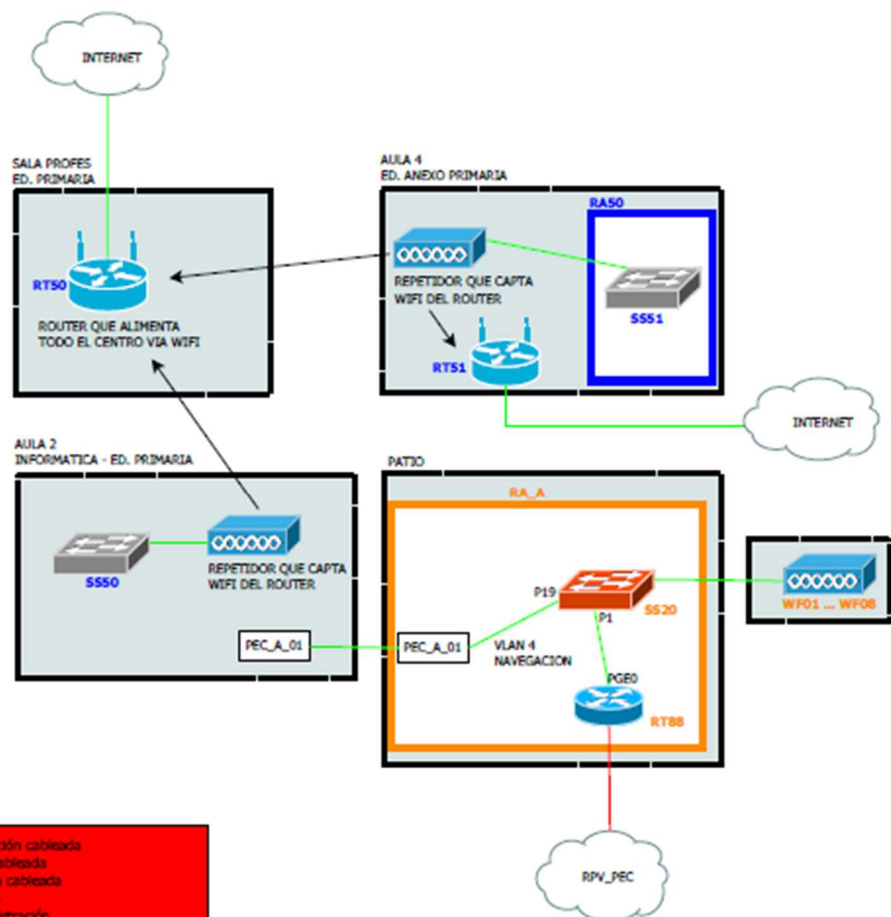 INTERNET
SALA PROFES
ED. PRIMARIA
RT50
ROUTER QUE ALIMENTA
TODO EL CENTRO VIA WIFI
AULA 4
ED. ANEXO PRIMARIA
RA50
REPETIDOR QUE CAPTA
WIFI DEL ROUTER
SS51
RT51
INTERNET
AULA 2
INFORMATICA - ED. PRIMARIA
SS50
REPETIDOR QUE CAPTA
WIFI DEL ROUTER
PEC_A_01
PATIO
RA_A
P19
SS20
P1
PEC_A_01
VLAN 4
NAVEGACION
PGE0
RT88
WF01 ... WF08
RPV_PEC
cableada
cableada
cableada